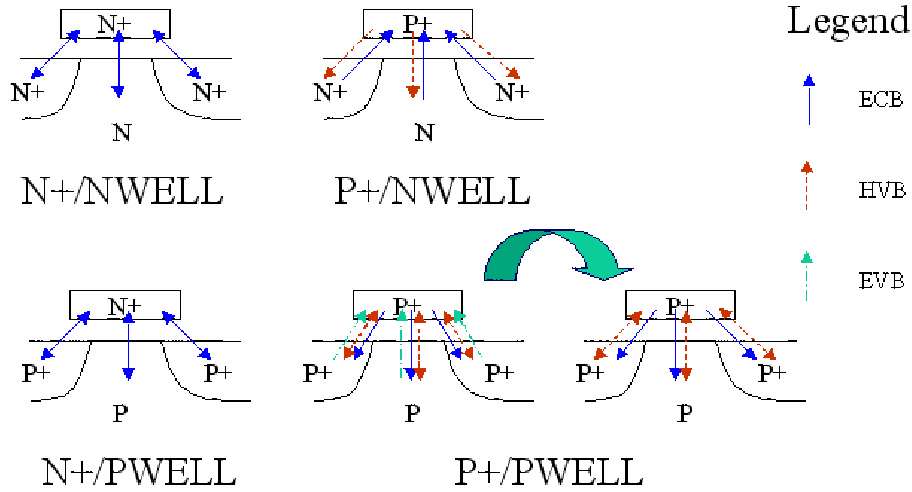 Legend
N+
P+
N+ N+
N+ N+
ECB
N
N
N+/NWELL
P+/NWELL
HVB
EVB
N+
P+
P+
P+ P+
P+ P+
P+ P+
P
P
P
N+/PWELL
P+/PWELL